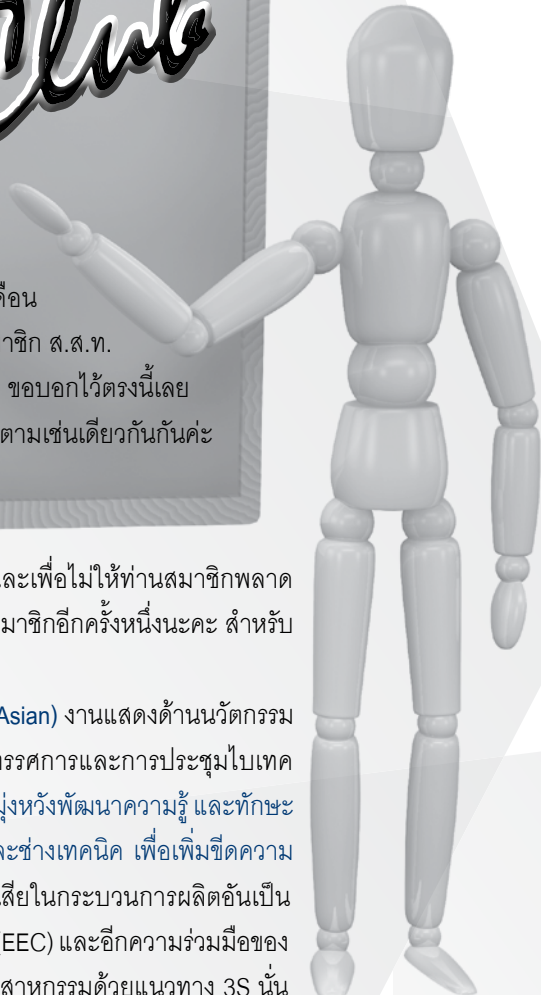 Club
ขอบอกไว้ตรงนี้เลย
ตามเช่นเดียวกันกันค่ะ
และเพื่อไม่ให้ท่านสมาชิกพลาด
มาชิกอีกครั้งหนึ่งนะคะ สำหรับ
Asian) งานแสดงด้านนวัตกรรม
รรศการและการประชุมไบเทค
มุ่งหวังพัฒนาความรู้ และทักษะ
ละช่างเทคนิค เพื่อเพิ่มขีดความ
สียในกระบวนการผลิตอันเป็น
(EEC) และอีกความร่วมมือของ
สาหกรรมด้วยแนวทาง 3S นั่น